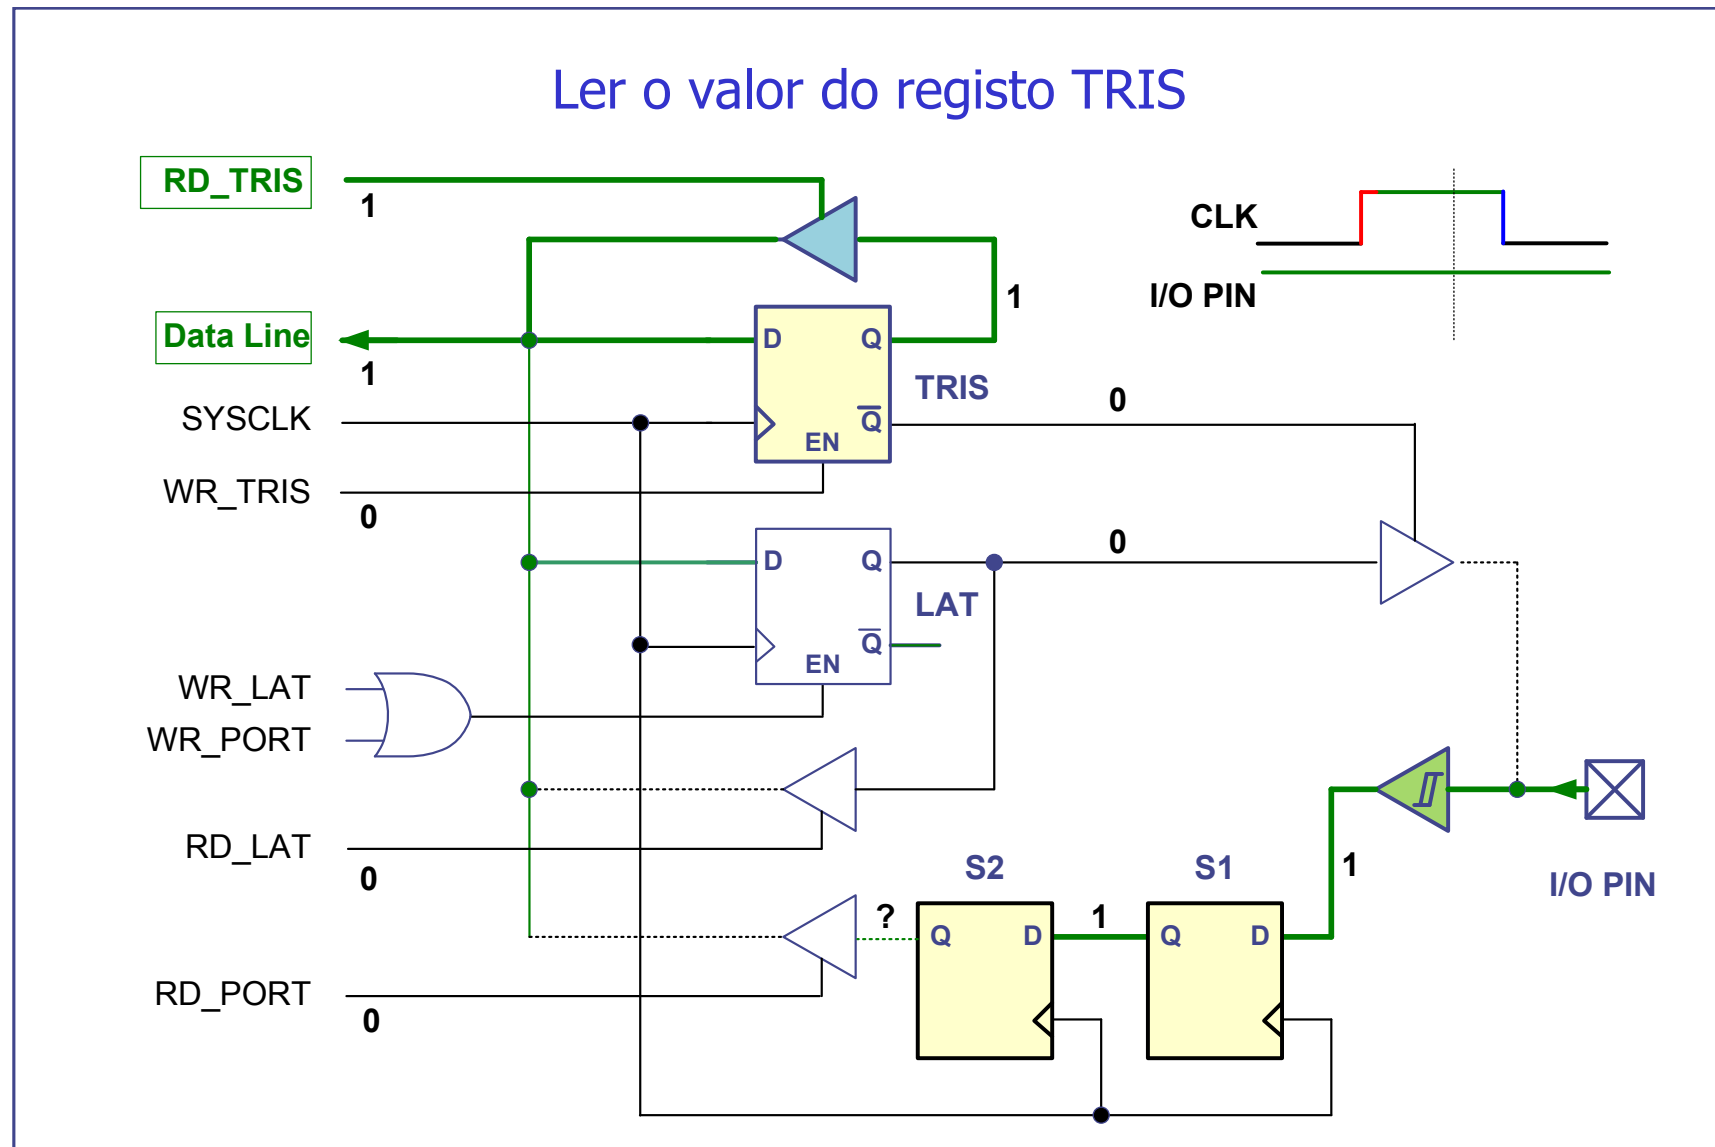 Ler o valor do registo TRIS
RD_TRIS
1
CLK
I/O PIN
1
Data Line
1
D
Q
TRIS
SYSCLK
Q
EN
0
WR_TRIS
0
D
Q
0
LAT
Q
EN
WR_LAT
WR_PORT
RD_LAT
0
S2
S1
1
I/O PIN
?
Q
D
1
Q
D
RD_PORT
0